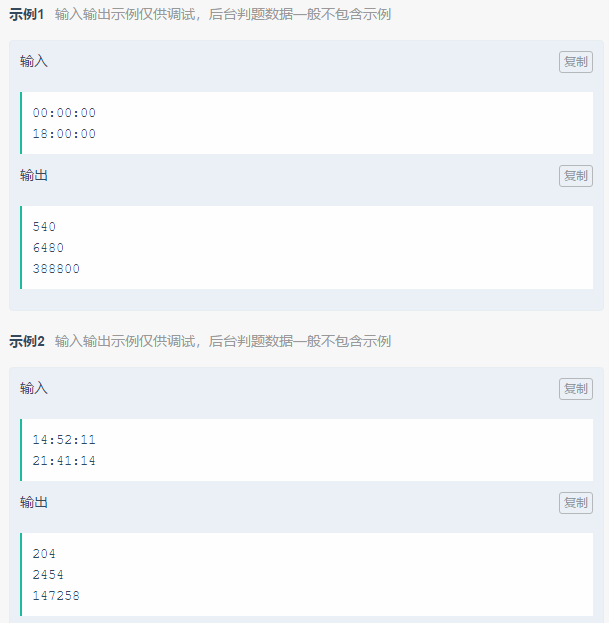 示例1 输入输出示例仅供调试，后台判题数据一般不包含示例
输入 复制
00:00:00
18:00:00
输出 复制
540
6480
388800
示例2 输入输出示例仅供调试，后台判题数据一般不包含示例
输入 复制
14:52:11
21:41:14
输出 复制
204
2454
147258